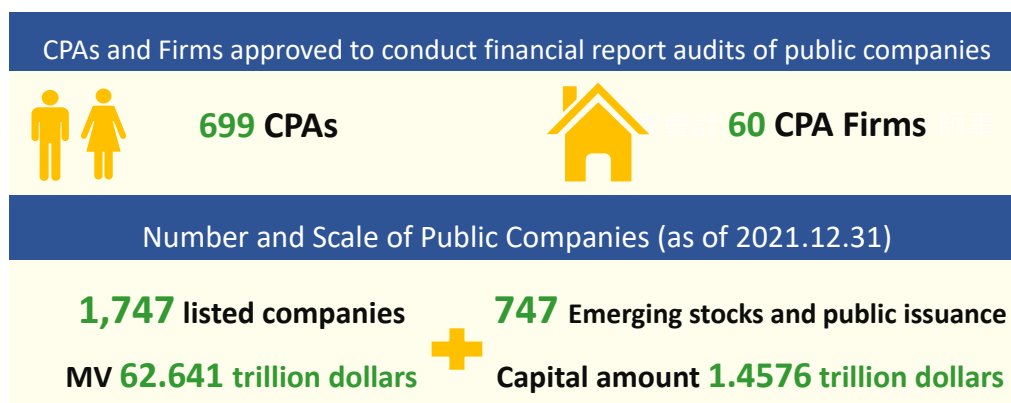 CPAs and Firms approved to conduct financial report audits of public companies
699 CPAs
60 CPA Firms
Number and Scale of Public Companies (as of 2021.12.31)
1,747 listed companies
MV 62.641 trillion dollars
747 Emerging stocks and public issuance
Capital amount 1.4576 trillion dollars